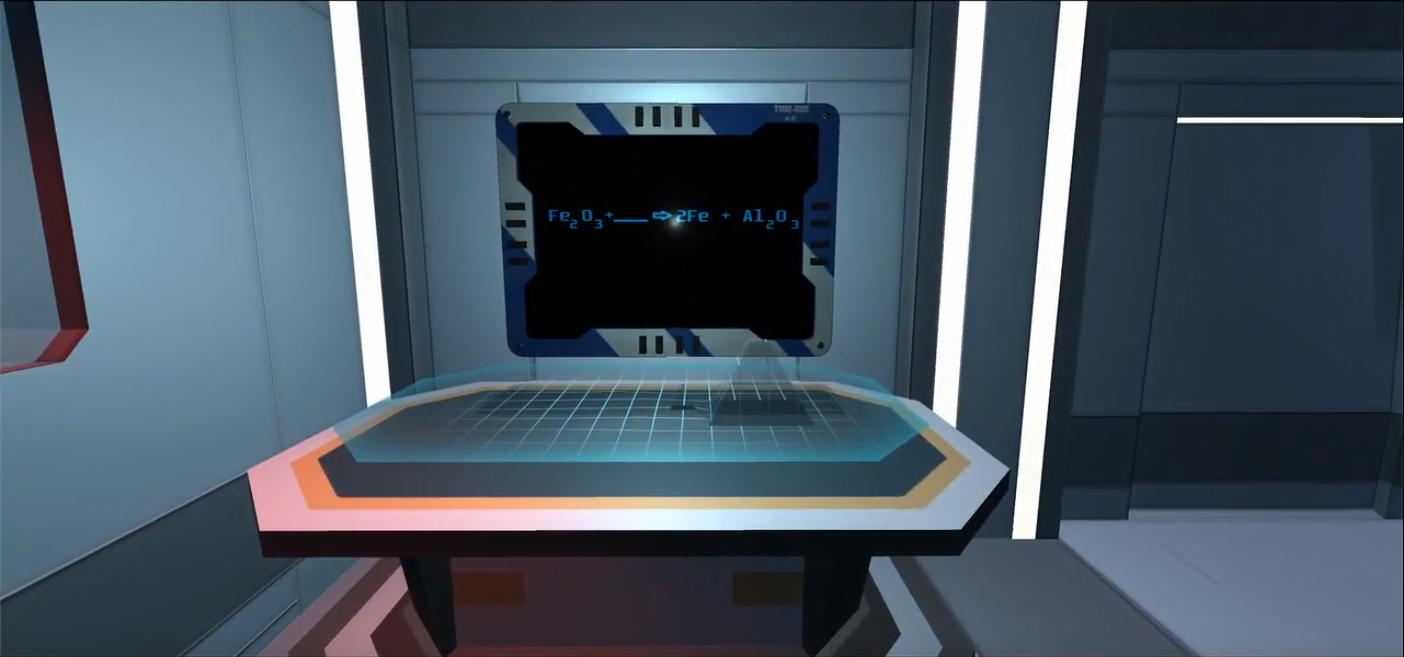 Fe₂O₃+___ ⇨ 2Fe + Al₂O₃